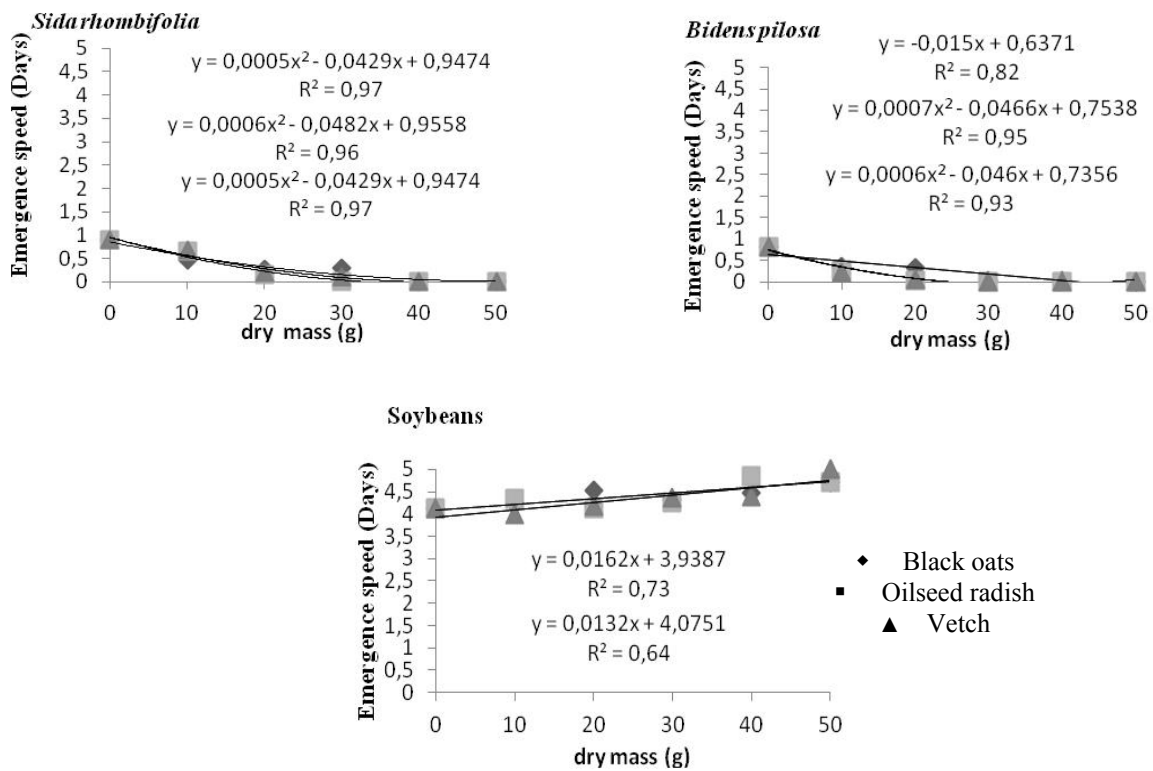 Sidarhombifolia
Emergence speed (Days)
5
4,5
4
3,5
3
2,5
2
1,5
1
0,5
0
y = 0,0005x² - 0,0429x + 0,9474
R² = 0,97
y = 0,0006x² - 0,0482x + 0,9558
R² = 0,96
y = 0,0005x² - 0,0429x + 0,9474
R² = 0,97
0 10 20 30 40 50
dry mass (g)
Bidenspilosa
Emergence speed (Days)
5
4,5
4
3,5
3
2,5
2
1,5
1
0,5
0
y = -0,015x + 0,6371
R² = 0,82
y = 0,0007x² - 0,0466x + 0,7538
R² = 0,95
y = 0,0006x² - 0,046x + 0,7356
R² = 0,93
0 10 20 30 40 50
dry mass (g)
Soybeans
Emergence speed (Days)
5
4,5
4
3,5
3
2,5
2
1,5
1
0,5
0
y = 0,0162x + 3,9387
R² = 0,73
y = 0,0132x + 4,0751
R² = 0,64
0 10 20 30 40 50
dry mass (g)
Black oats
Oilseed radish
Vetch